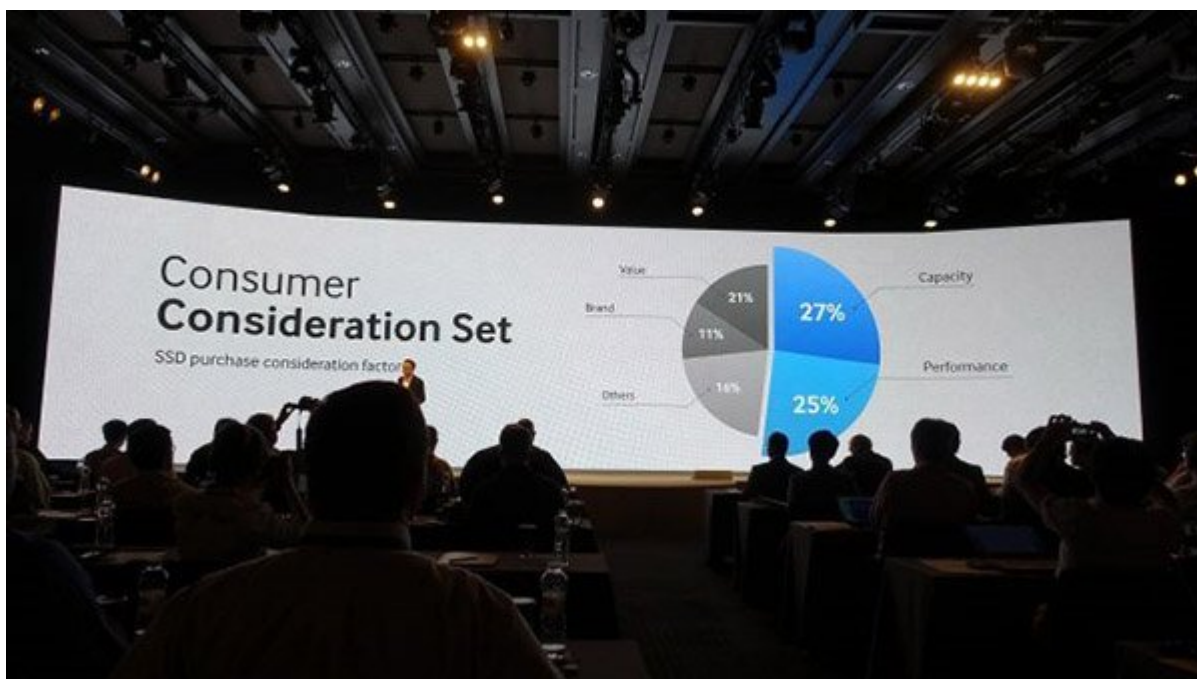 Consumer
Consideration Set
SSD purchase consideration factor
Value
21%
Brand
11%
Others
16%
Capacity
27%
Performance
25%